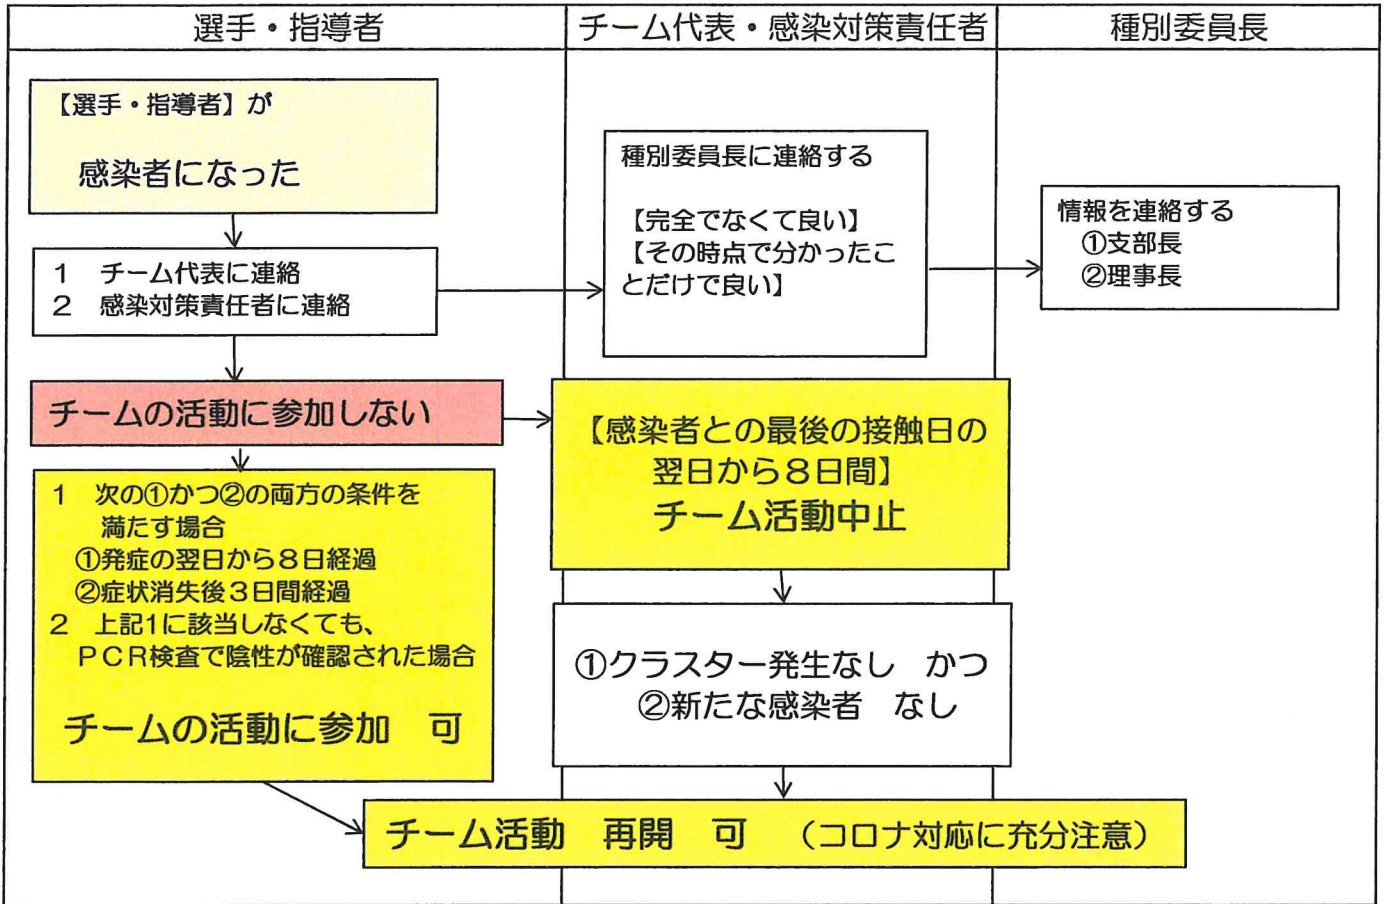 選手・指導者
チーム代表・感染対策責任者
種別委員長
【選手・指導者】が
感染者になった
1 チーム代表に連絡
2 感染対策責任者に連絡
種別委員長に連絡する
【完全でなくて良い】
【その時点で分かったこ
とだけで良い】
情報を連絡する
①支部長
②理事長
チームの活動に参加しない
【感染者との最後の接触日の
翌日から8日間】
チーム活動中止
1 次の①かつ②の両方の条件を
満たす場合
①発症の翌日から8日経過
②症状消失後3日間経過
2 上記1に該当しなくても、
PCR検査で陰性が確認された場合
チームの活動に参加 可
①クラスター発生なし かつ
②新たな感染者 なし
チーム活動 再開 可 (コロナ対応に充分注意)